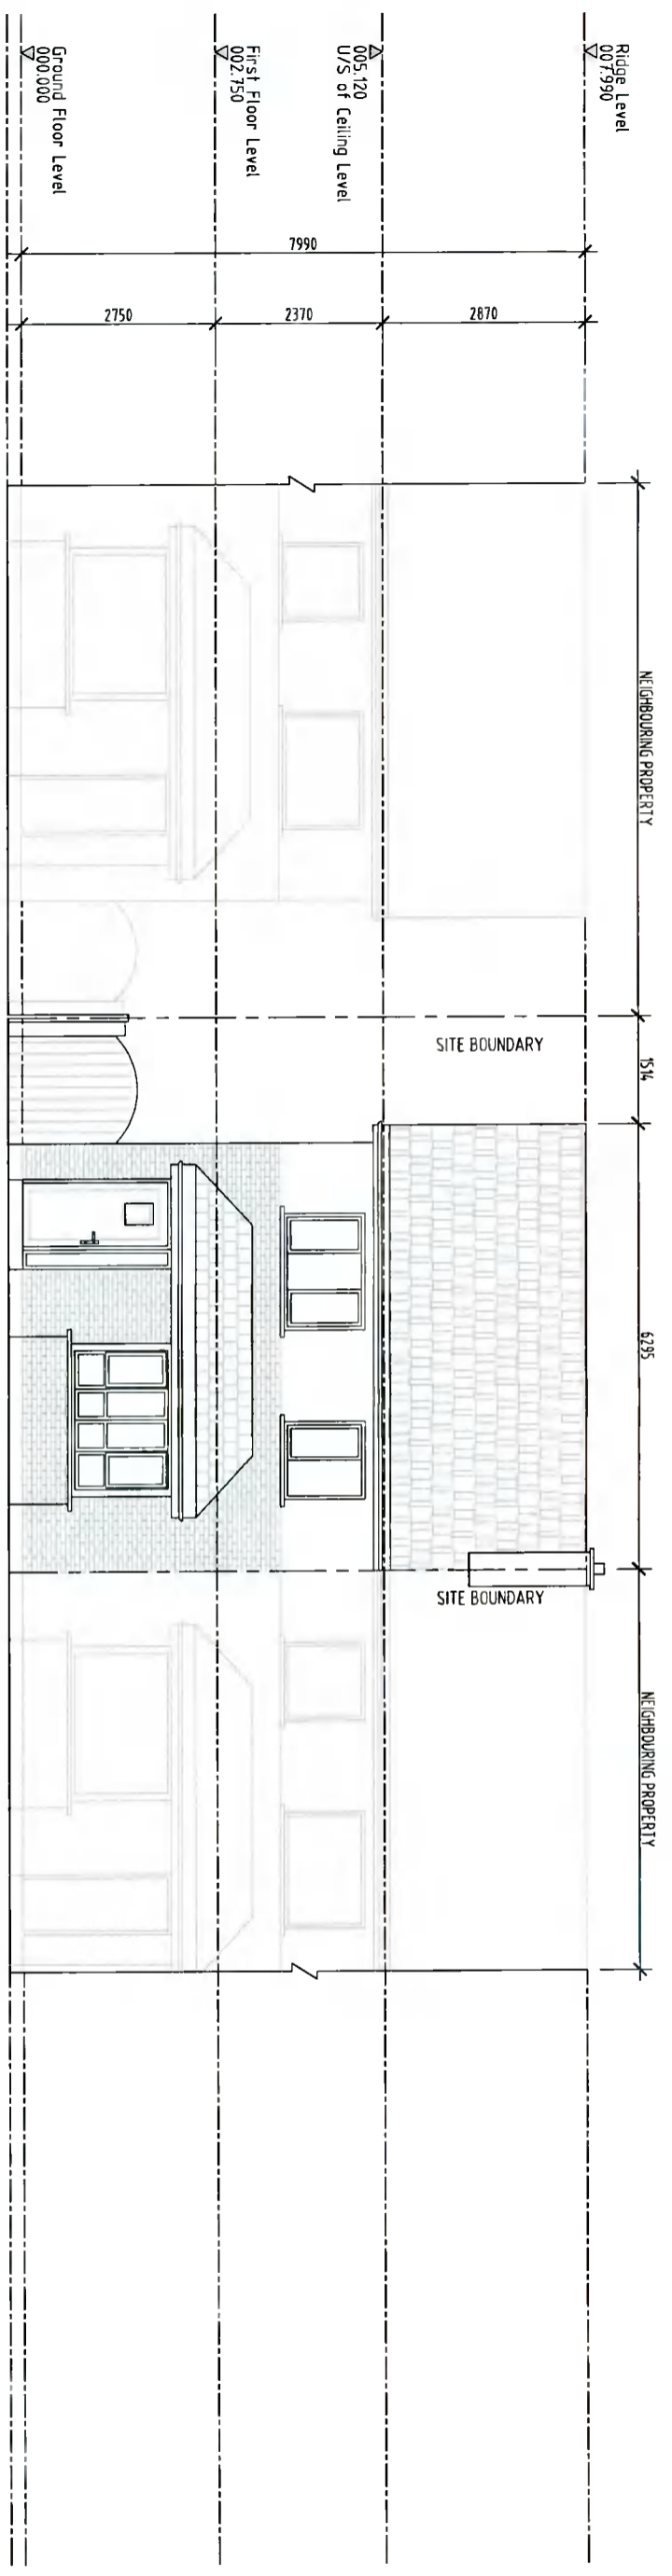 Ridge Level
007.990
005.120
U/S of Ceiling Level
First Floor Level
002.750
Ground Floor Level
000.000
7990
2750
2370
2870
NEIGHBOURING PROPERTY
1514
6295
NEIGHBOURING PROPERTY
SITE BOUNDARY
SITE BOUNDARY